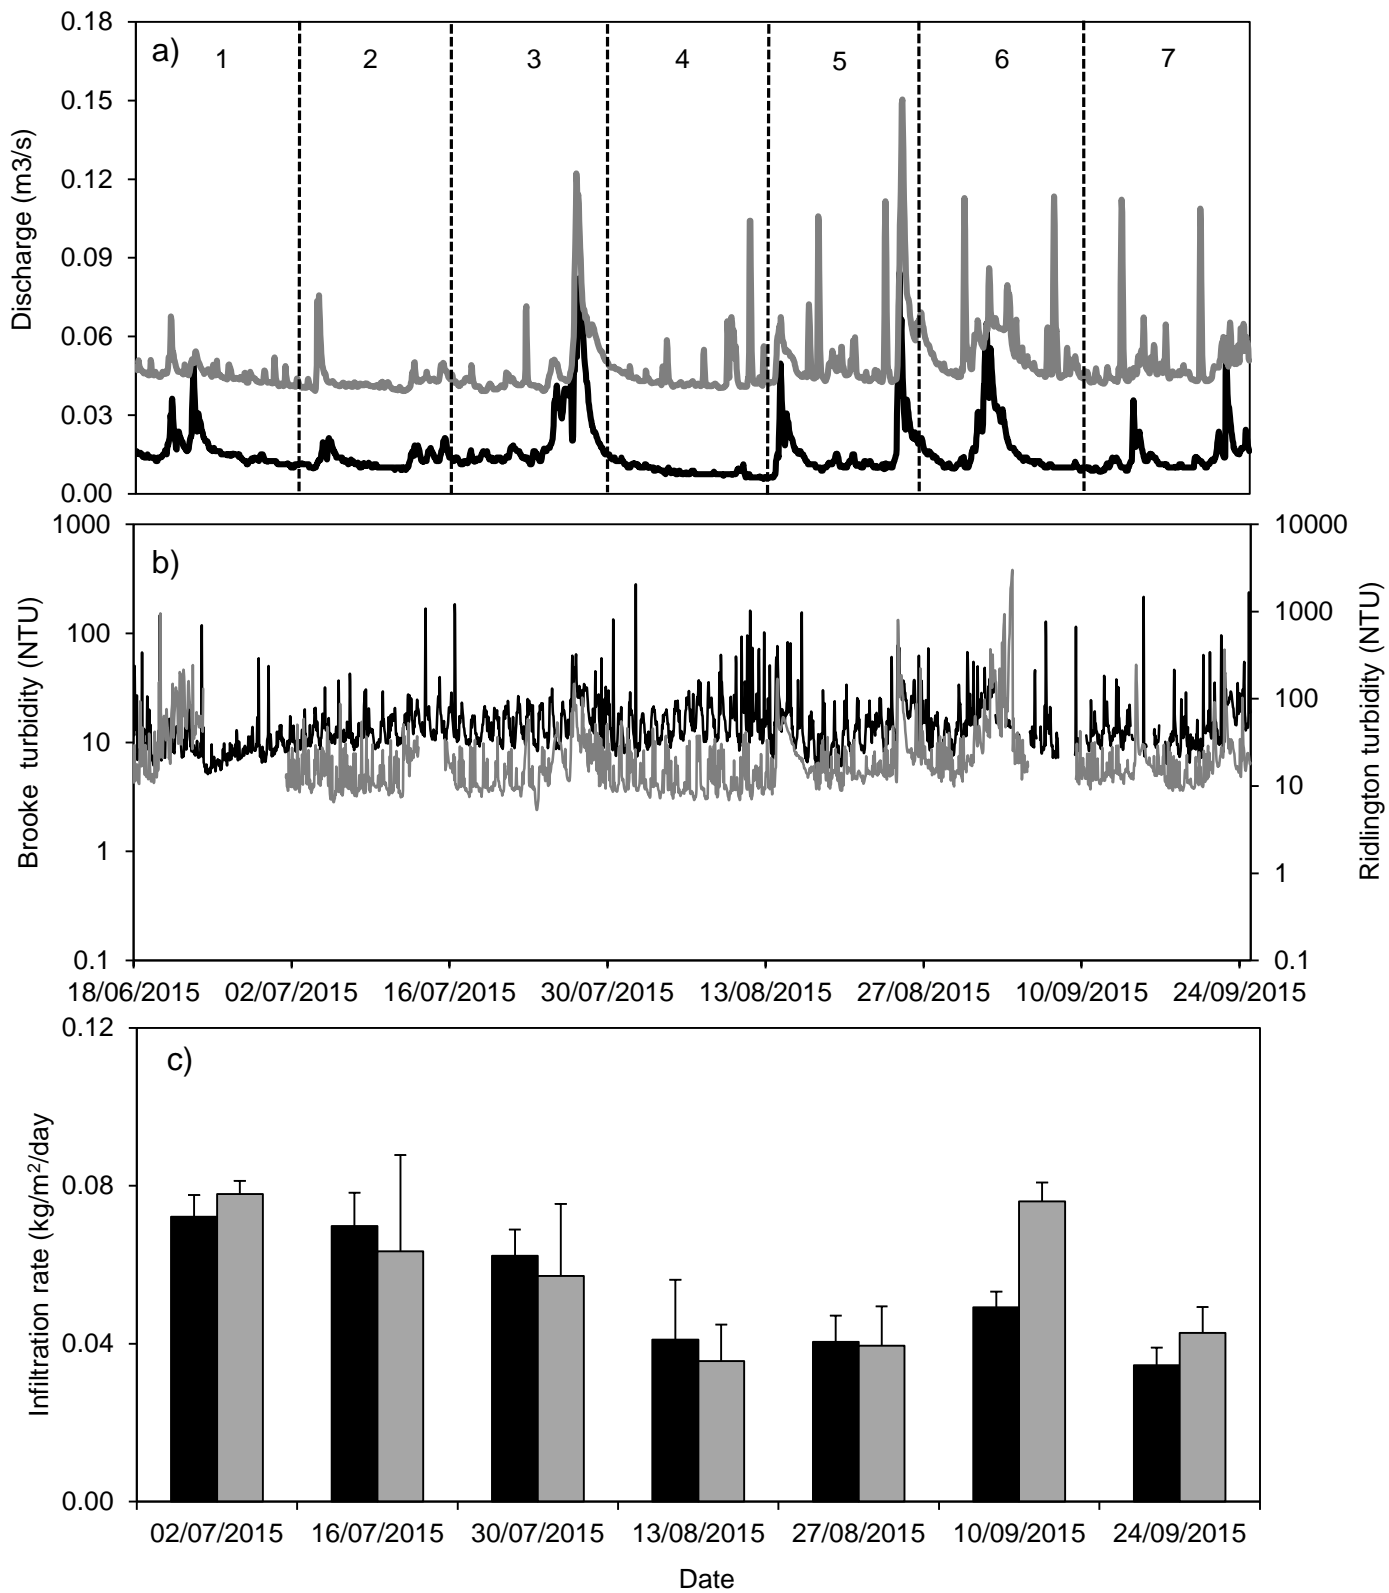 a)
1 2 3 4 5 6 7
0.18
0.15
0.12
0.09
0.06
0.03
0.00
Discharge (m3/s)
b)
1000
100
10
1
0.1
Brooke turbidity (NTU)
10000
1000
100
10
1
0.1
Ridlington turbidity (NTU)
18/06/2015 02/07/2015 16/07/2015 30/07/2015 13/08/2015 27/08/2015 10/09/2015 24/09/2015
c)
0.12
0.08
0.04
0.00
Infiltration rate (kg/m²/day
02/07/2015 16/07/2015 30/07/2015 13/08/2015 27/08/2015 10/09/2015 24/09/2015
Date